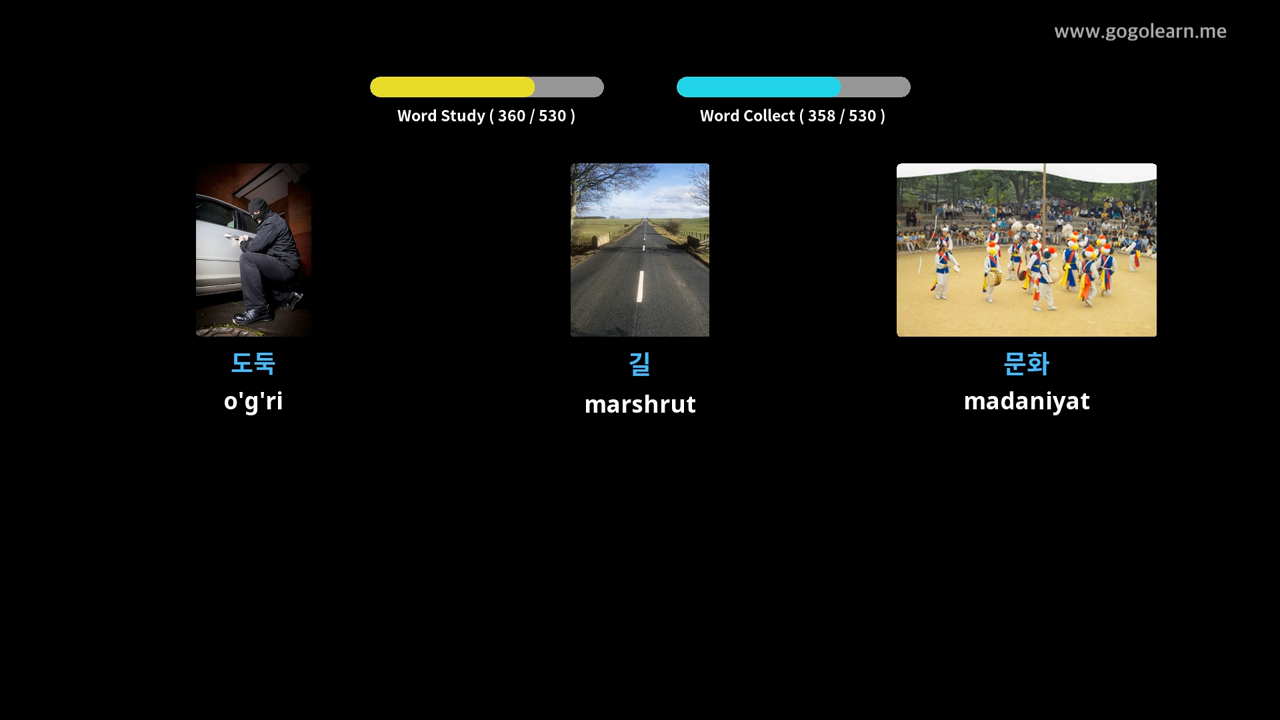 www.gogolearn.me
Word Study ( 360 / 530 )
Word Collect ( 358 / 530 )
도둑
길
문화
o'g'ri
marshrut
madaniyat